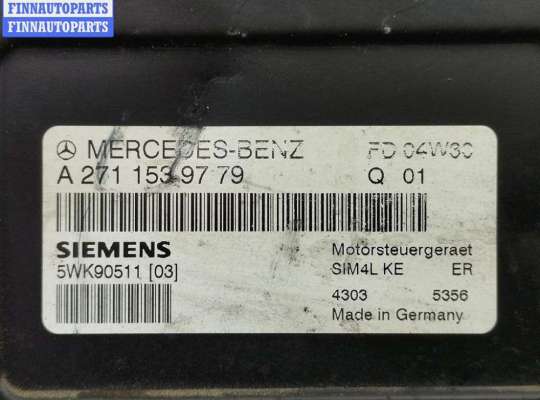 FINNAUTOPARTS
FINNAUTOPARTS
MERCEDES-BENZ FD 04W30
A 271 153 97 79 Q 01
SIEMENS Motorsteuergeraet
5WK90511 [03] SIM4L KE ER
4303 5356
Made in Germany